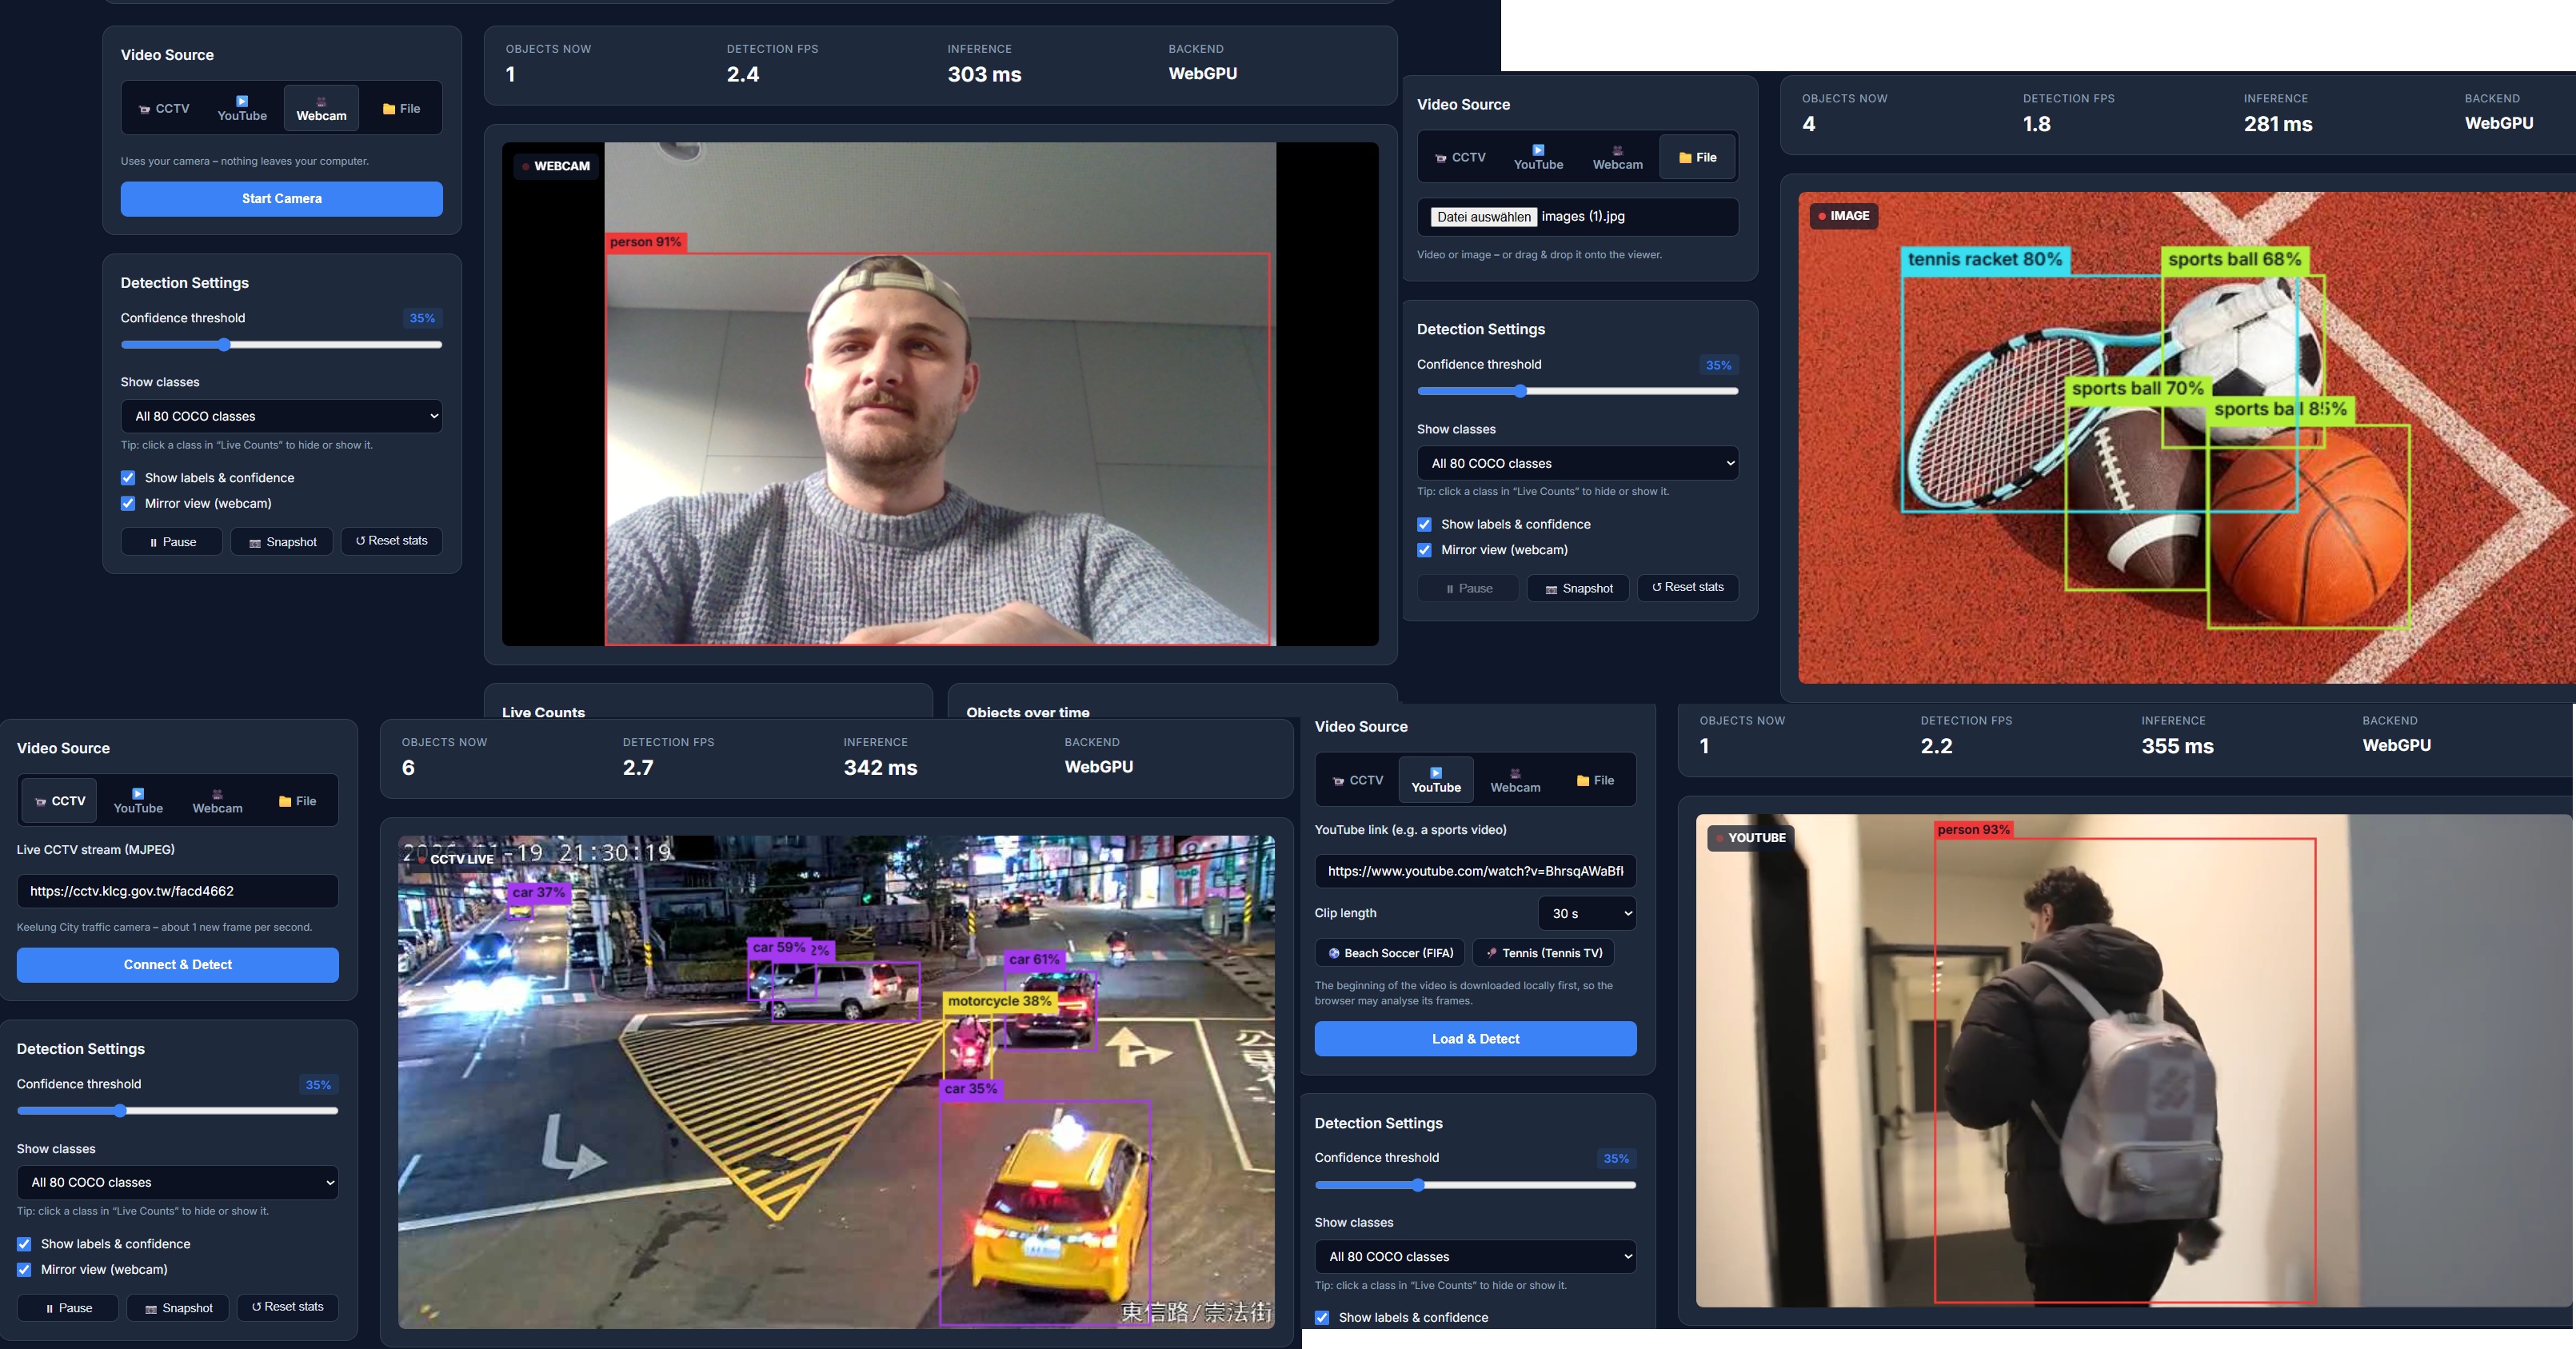 Video Source
CCTV
YouTube
Webcam
File
Uses your camera – nothing leaves your computer.
Start Camera
Detection Settings
Confidence threshold
35%
Show classes
All 80 COCO classes
Tip: click a class in “Live Counts” to hide or show it.
Show labels & confidence
Mirror view (webcam)
Pause
Snapshot
↺ Reset stats
OBJECTS NOW
1
DETECTION FPS
2.4
INFERENCE
303 ms
BACKEND
WebGPU
WEBCAM
person 91%
Live Counts
Objects over time
Video Source
CCTV
YouTube
Webcam
File
Datei auswählen images (1).jpg
Video or image – or drag & drop it onto the viewer.
Detection Settings
Confidence threshold
35%
Show classes
All 80 COCO classes
Tip: click a class in “Live Counts” to hide or show it.
Show labels & confidence
Mirror view (webcam)
Pause
Snapshot
↺ Reset stats
OBJECTS NOW
4
DETECTION FPS
1.8
INFERENCE
281 ms
BACKEND
WebGPU
IMAGE
tennis racket 80%
sports ball 68%
sports ball 70%
sports ball 85%
Video Source
CCTV
YouTube
Webcam
File
Live CCTV stream (MJPEG)
https://cctv.klcg.gov.tw/facd4662
Keelung City traffic camera – about 1 new frame per second.
Connect & Detect
Detection Settings
Confidence threshold
35%
Show classes
All 80 COCO classes
Tip: click a class in “Live Counts” to hide or show it.
Show labels & confidence
Mirror view (webcam)
Pause
Snapshot
↺ Reset stats
OBJECTS NOW
6
DETECTION FPS
2.7
INFERENCE
342 ms
BACKEND
WebGPU
-19 21:30:19
CCTV LIVE
car 37%
car 59%
2%
car 61%
motorcycle 38%
car 35%
東信路/崇法街
Video Source
CCTV
YouTube
Webcam
File
YouTube link (e.g. a sports video)
https://www.youtube.com/watch?v=BhrsqAWaBf
Clip length
30 s
Beach Soccer (FIFA)
Tennis (Tennis TV)
The beginning of the video is downloaded locally first, so the
browser may analyse its frames.
Load & Detect
Detection Settings
Confidence threshold
35%
Show classes
All 80 COCO classes
Tip: click a class in “Live Counts” to hide or show it.
Show labels & confidence
OBJECTS NOW
1
DETECTION FPS
2.2
INFERENCE
355 ms
BACKEND
WebGPU
YOUTUBE
person 93%